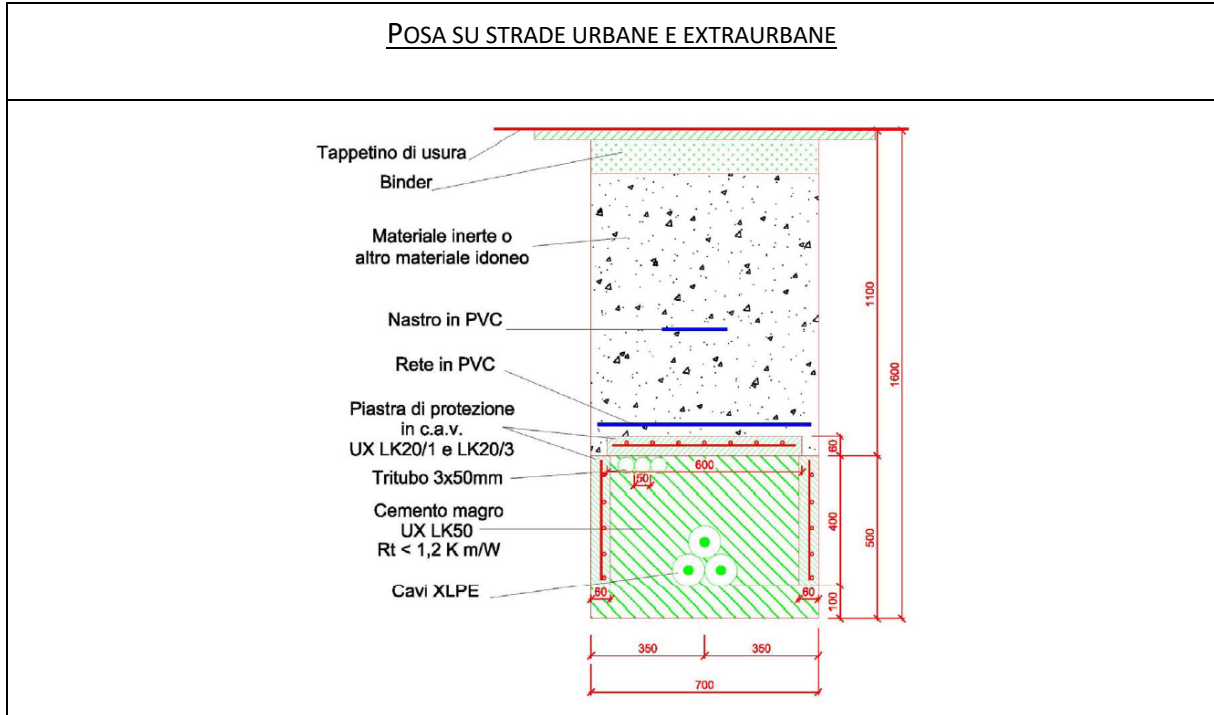 POSA SU STRADE URBANE E EXTRAURBANE
Tappetino di usura
Binder
Materiale inerte o
altro materiale idoneo
Nastro in PVC
Rete in PVC
Piastra di protezione
in c.a.v.
UX LK20/1 e LK20/3
Tritubo 3x50mm
Cemento magro
UX LK50
Rt < 1,2 K m/W
Cavi XLPE
1100
1600
60
600
50
400
500
60
60
100
350
350
700